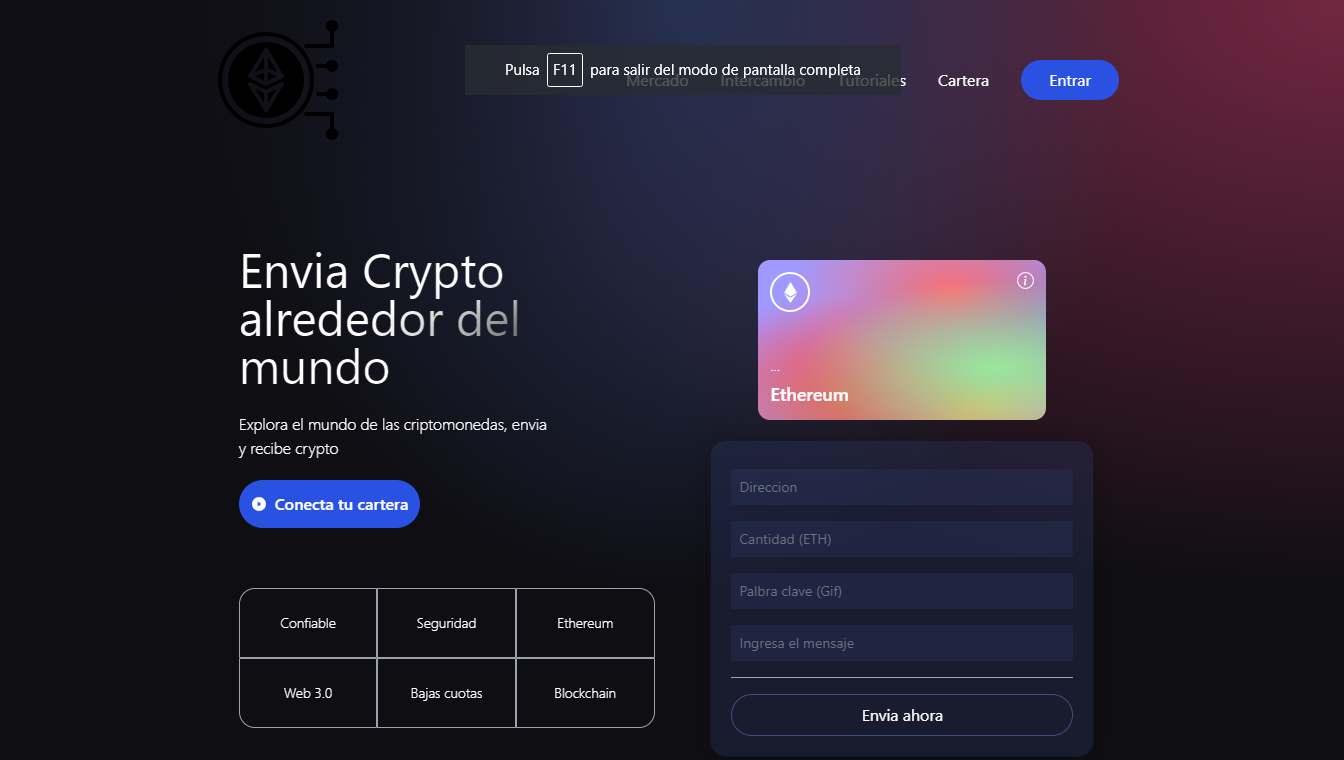 Pulsa F11 para salir del modo de pantalla completa
Mercado Intercambio Tutoriales Cartera Entrar
Envia Crypto
alrededor del
mundo
Explora el mundo de las criptomonedas, envia
y recibe crypto
Conecta tu cartera
Confiable Seguridad Ethereum
Web 3.0 Bajas cuotas Blockchain
...
Ethereum
Direccion
Cantidad (ETH)
Palbra clave (Gif)
Ingresa el mensaje
Envia ahora